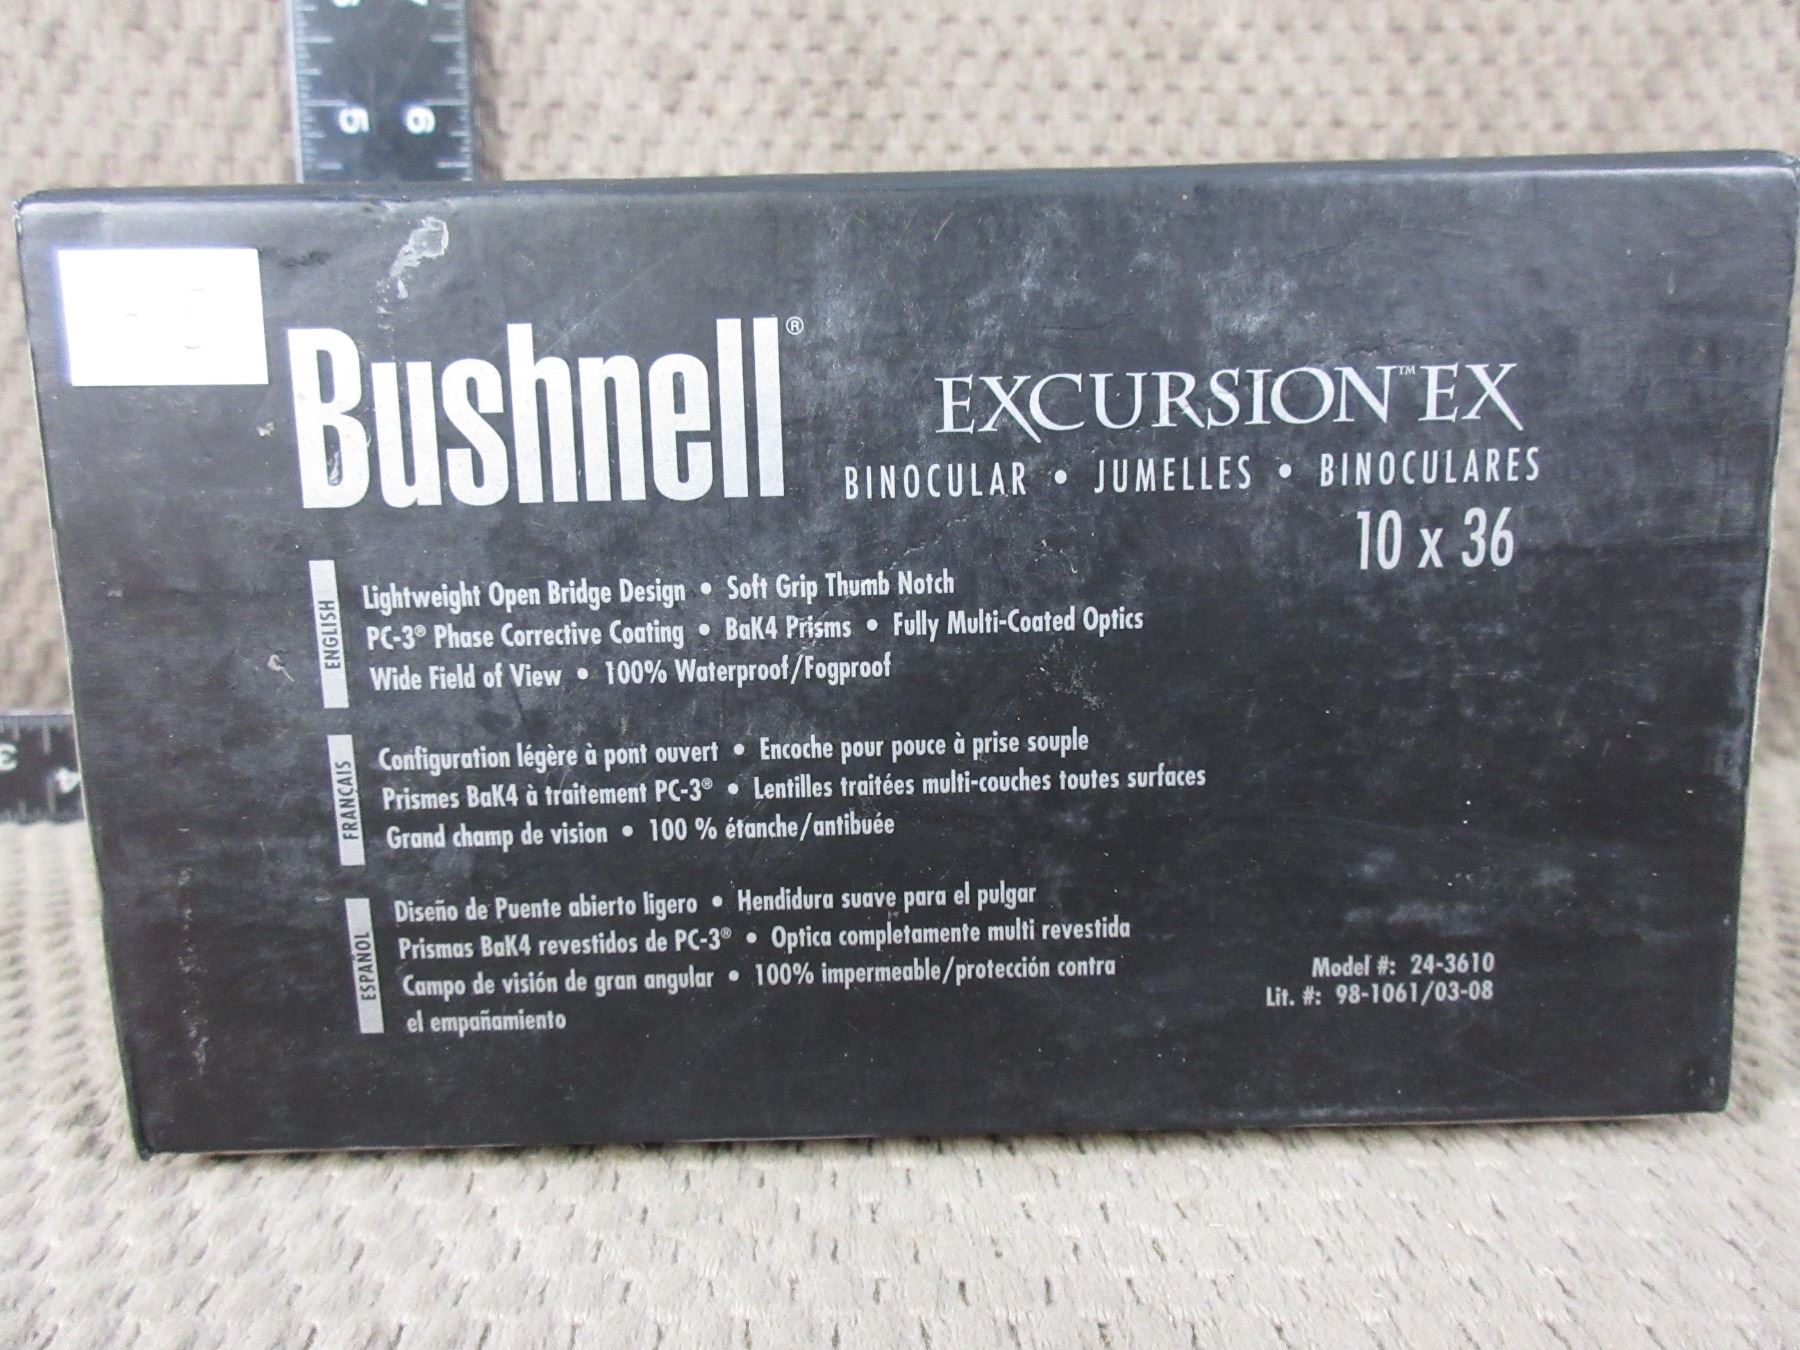 5 6
3 4
Bushnell®
EXCURSION™ EX
BINOCULAR • JUMELLES • BINOCULARES
10 x 36
ENGLISH
Lightweight Open Bridge Design • Soft Grip Thumb Notch
PC-3® Phase Corrective Coating • BaK4 Prisms • Fully Multi-Coated Optics
Wide Field of View • 100% Waterproof/Fogproof
FRANÇAIS
Configuration légère à pont ouvert • Encoche pour pouce à prise souple
Prismes BaK4 à traitement PC-3® • Lentilles traitées multi-couches toutes surfaces
Grand champ de vision • 100 % étanche/antibuée
ESPAÑOL
Diseño de Puente abierto ligero • Hendidura suave para el pulgar
Prismas BaK4 revestidos de PC-3® • Optica completamente multi revestida
Campo de visión de gran angular • 100% impermeable/protección contra
el empañamiento
Model #: 24-3610
Lit. #: 98-1061/03-08